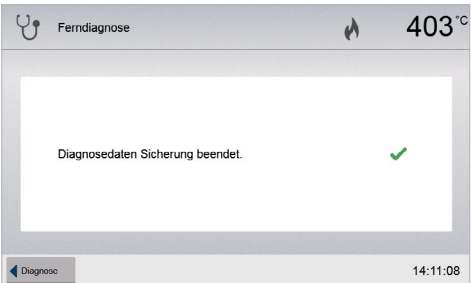 Ferndiagnose
403 °C
Diagnosedaten Sicherung beendet.
Diagnose
14:11:08